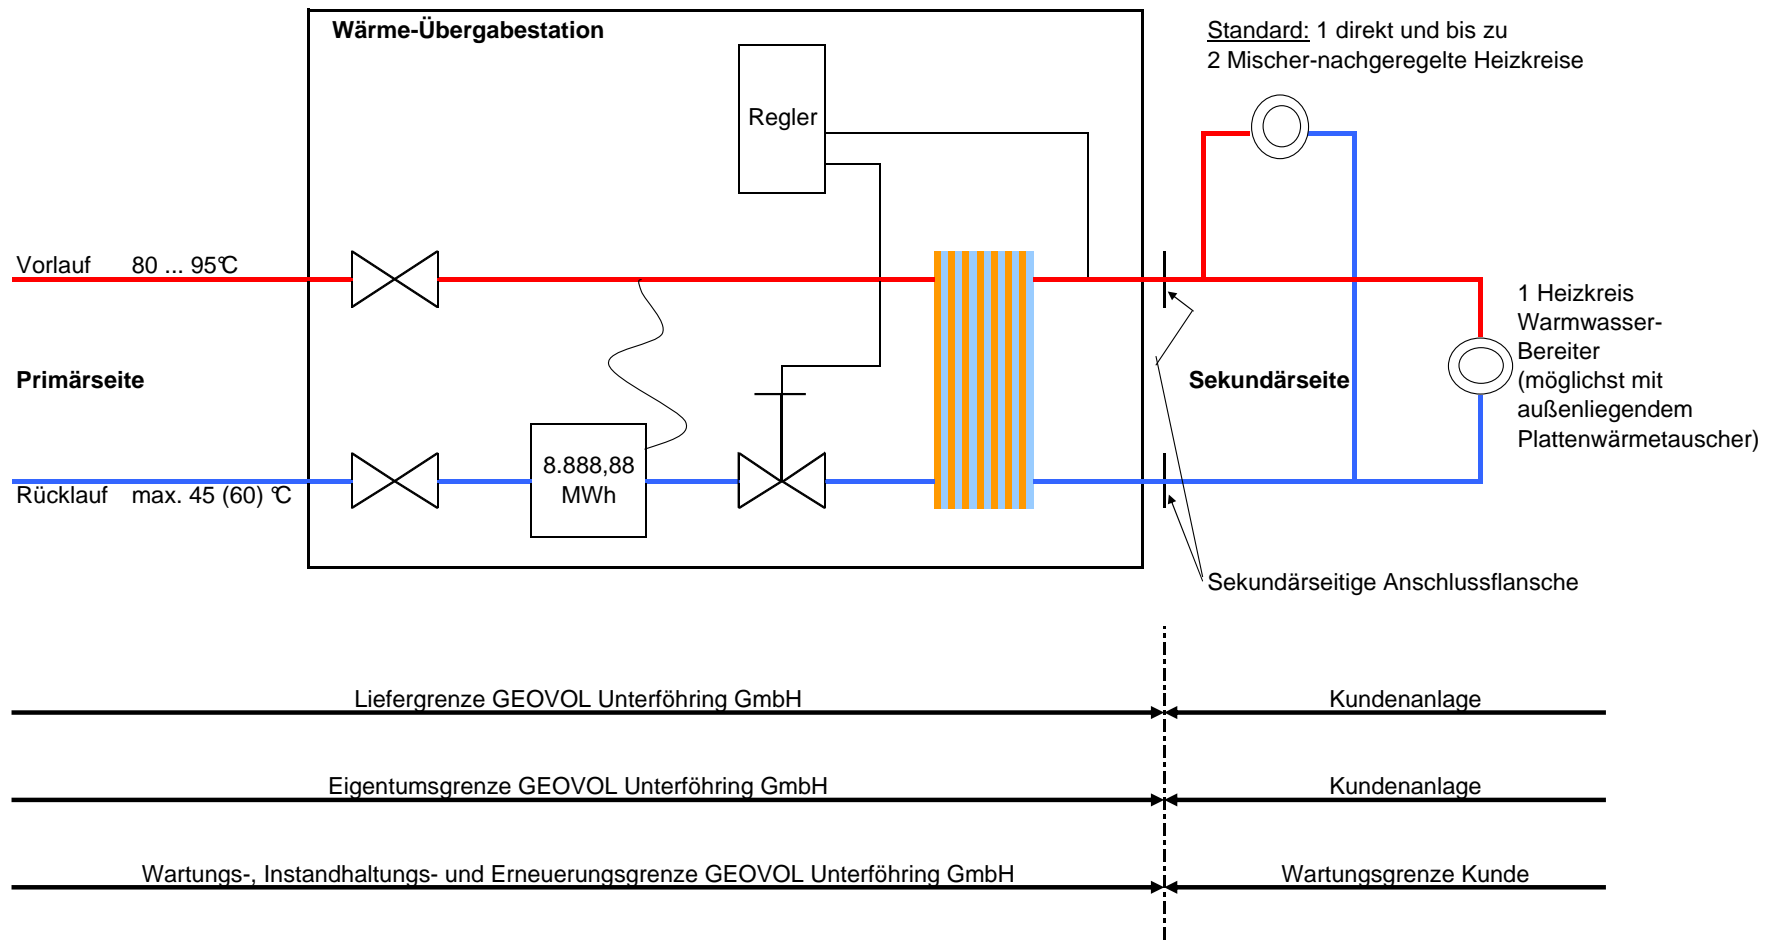 Wärme-Übergabestation
Standard: 1 direkt und bis zu
2 Mischer-nachgeregelte Heizkreise
Regler
Vorlauf 80 ... 95°C
1 Heizkreis
Warmwasser-
Bereiter
(möglichst mit
außenliegendem
Plattenwärmetauscher)
Primärseite
Sekundärseite
8.888,88
MWh
Rücklauf max. 45 (60) °C
Sekundärseitige Anschlussflansche
Liefergrenze GEOVOL Unterföhring GmbH
Kundenanlage
Eigentumsgrenze GEOVOL Unterföhring GmbH
Kundenanlage
Wartungs-, Instandhaltungs- und Erneuerungsgrenze GEOVOL Unterföhring GmbH
Wartungsgrenze Kunde